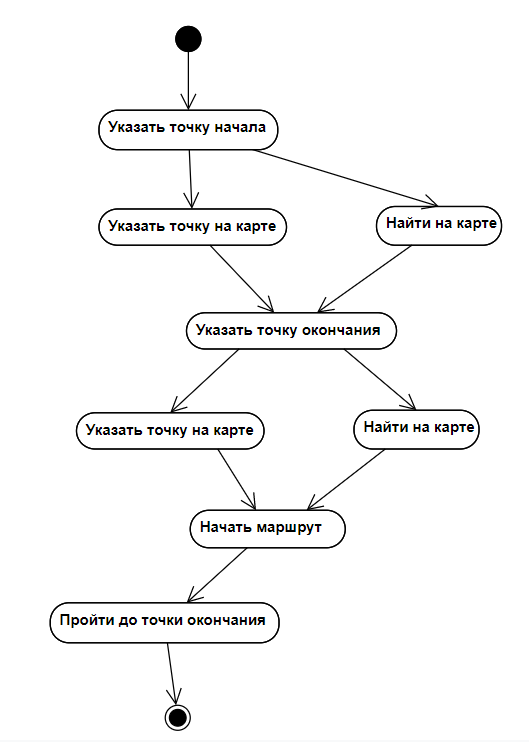 Указать точку начала
Указать точку на карте
Найти на карте
Указать точку окончания
Указать точку на карте
Найти на карте
Начать маршрут
Пройти до точки окончания